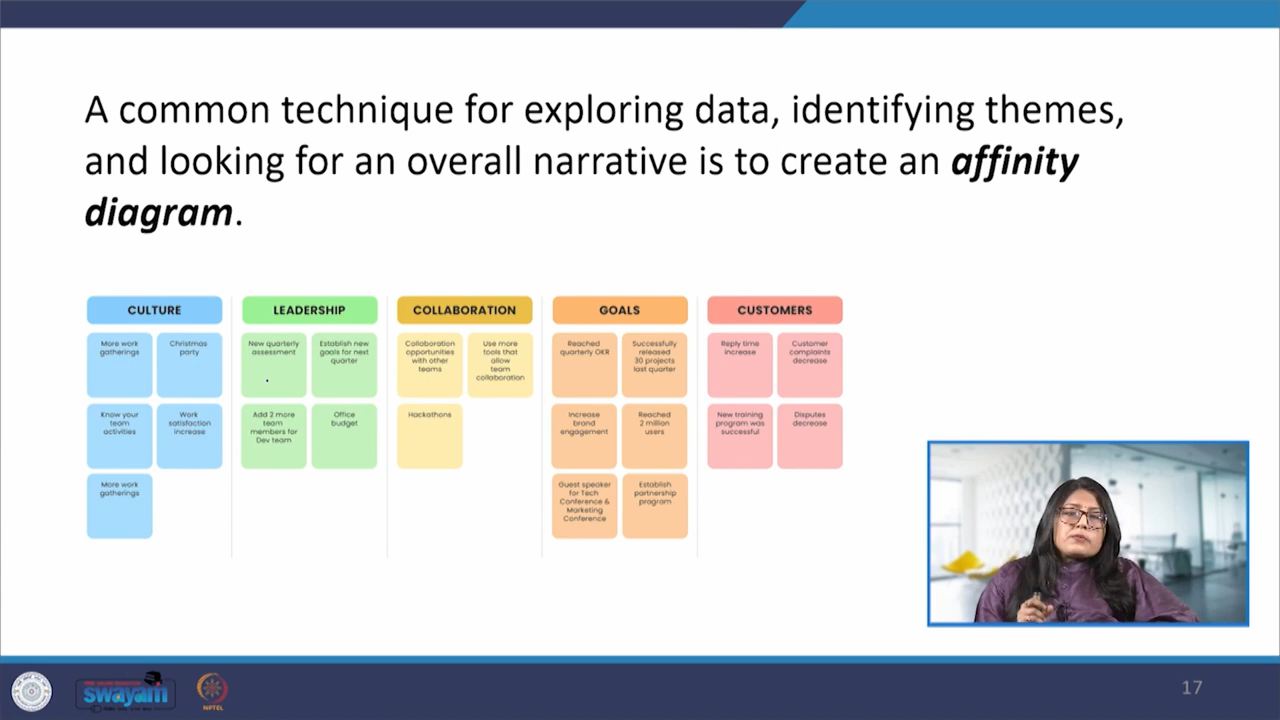 A common technique for exploring data, identifying themes,
and looking for an overall narrative is to create an affinity
diagram.
CULTURE
More work
gatherings
Christmas
party
Know your
team
activities
Work
satisfaction
increase
More work
gatherings
LEADERSHIP
New quarterly
assessment
Establish new
goals for next
quarter
Add 2 more
team
members for
Dev team
Office
budget
COLLABORATION
Collaboration
opportunities
with other
teams
Use more
tools that
allow
team
collaboration
Hackathons
GOALS
Reached
quarterly OKR
Successfully
released
30 projects
last quarter
Increase
brand
engagement
Reached
2 million
users
Guest speaker
for Tech
Conference &
Marketing
Conference
Establish
partnership
program
CUSTOMERS
Reply time
increase
Customer
complaints
decrease
New training
program was
successful
Disputes
decrease
swayam
NPTEL
17